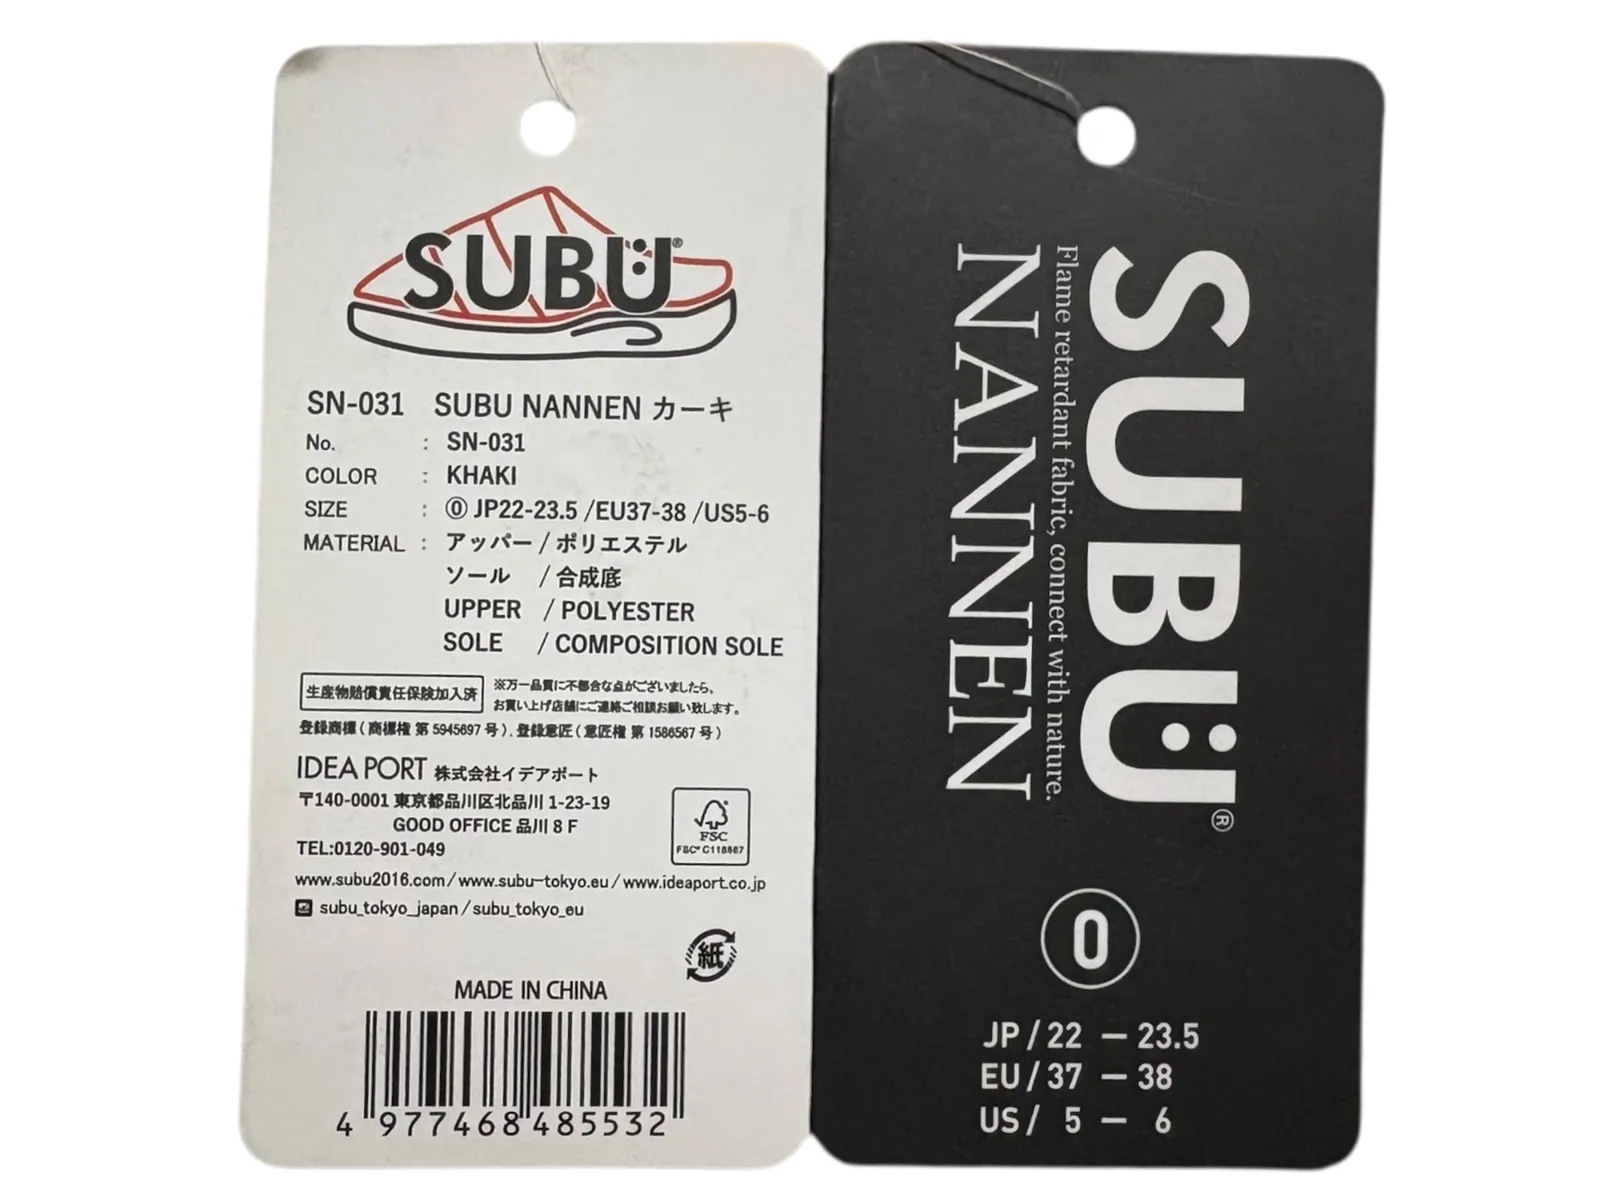 SUBU®
SN-031 SUBU NANNEN カーキ
No. : SN-031
COLOR : KHAKI
SIZE : ⓪ JP22-23.5 /EU37-38 /US5-6
MATERIAL : アッパー / ポリエステル
ソール / 合成底
UPPER / POLYESTER
SOLE / COMPOSITION SOLE
生産物賠償責任保険加入済
※万一品質に不都合な点がございましたら、
お買い上げ店舗にご連絡ご相談お願い致します。
登録商標 ( 商標権 第 5945697 号 ) . 登録意匠 ( 意匠権 第 1586567 号 )
IDEA PORT 株式会社イデアポート
〒140-0001 東京都品川区北品川 1-23-19
GOOD OFFICE 品川 8 F
TEL:0120-901-049
FSC
FSC® C118867
www.subu2016.com / www.subu-tokyo.eu / www.ideaport.co.jp
subu_tokyo_japan / subu_tokyo_eu
紙
MADE IN CHINA
4 977468 485532
SUBU®
Flame retardant fabric, connect with nature.
NANNEN
0
JP / 22 — 23.5
EU / 37 — 38
US / 5 — 6